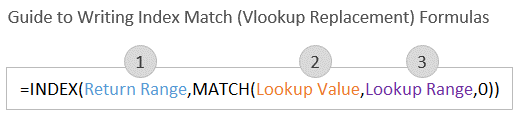 Guide to Writing Index Match (Vlookup Replacement) Formulas
1 2 3
=INDEX(Return Range,MATCH(Lookup Value,Lookup Range,0))